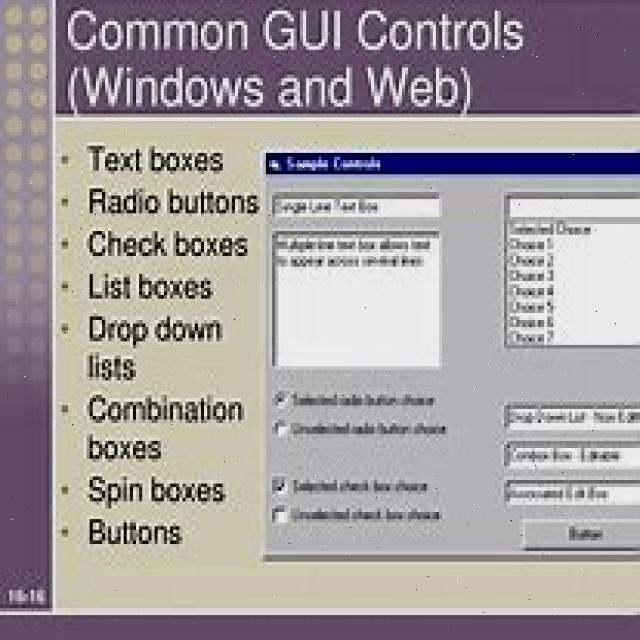 Common GUI Controls
(Windows and Web)
Text boxes
Radio buttons
Check boxes
List boxes
Drop down
lists
Combination
boxes
Spin boxes
Buttons
Sample Controls
Single Line Text Box
Multiple line text box allows text
to appear across several lines
Selected radio button choice
Unselected radio button choice
Selected check box choice
Unselected check box choice
Selected Choice
Choice 1
Choice 2
Choice 3
Choice 4
Choice 5
Choice 6
Choice 7
Drop Down List - Non Edit
Combo Box - Editable
Associated Edit Box
Button
16-16